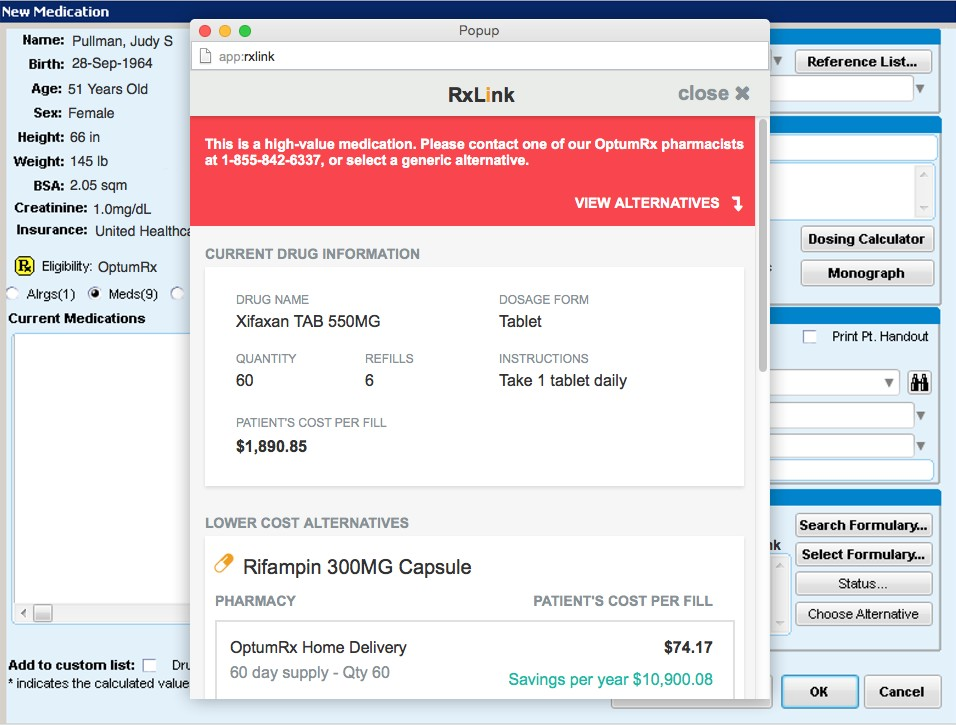 New Medication
Name: Pullman, Judy S
Birth: 28-Sep-1964
Age: 51 Years Old
Sex: Female
Height: 66 in
Weight: 145 lb
BSA: 2.05 sqm
Creatinine: 1.0mg/dL
Insurance: United Healthca
Rx Eligibility: OptumRx
Alrgs(1) Meds(9)
Current Medications
Add to custom list: Dru
* indicates the calculated value
Popup
app:rxlink
RxLink
close ✖
This is a high-value medication. Please contact one of our OptumRx pharmacists
at 1-855-842-6337, or select a generic alternative.
VIEW ALTERNATIVES
CURRENT DRUG INFORMATION
DRUG NAME DOSAGE FORM
Xifaxan TAB 550MG Tablet
QUANTITY REFILLS INSTRUCTIONS
60 6 Take 1 tablet daily
PATIENT'S COST PER FILL
$1,890.85
LOWER COST ALTERNATIVES
Rifampin 300MG Capsule
PHARMACY PATIENT'S COST PER FILL
OptumRx Home Delivery $74.17
60 day supply - Qty 60 Savings per year $10,900.08
Reference List...
Dosing Calculator
Monograph
Print Pt. Handout
Search Formulary...
Select Formulary...
Status...
Choose Alternative
OK Cancel